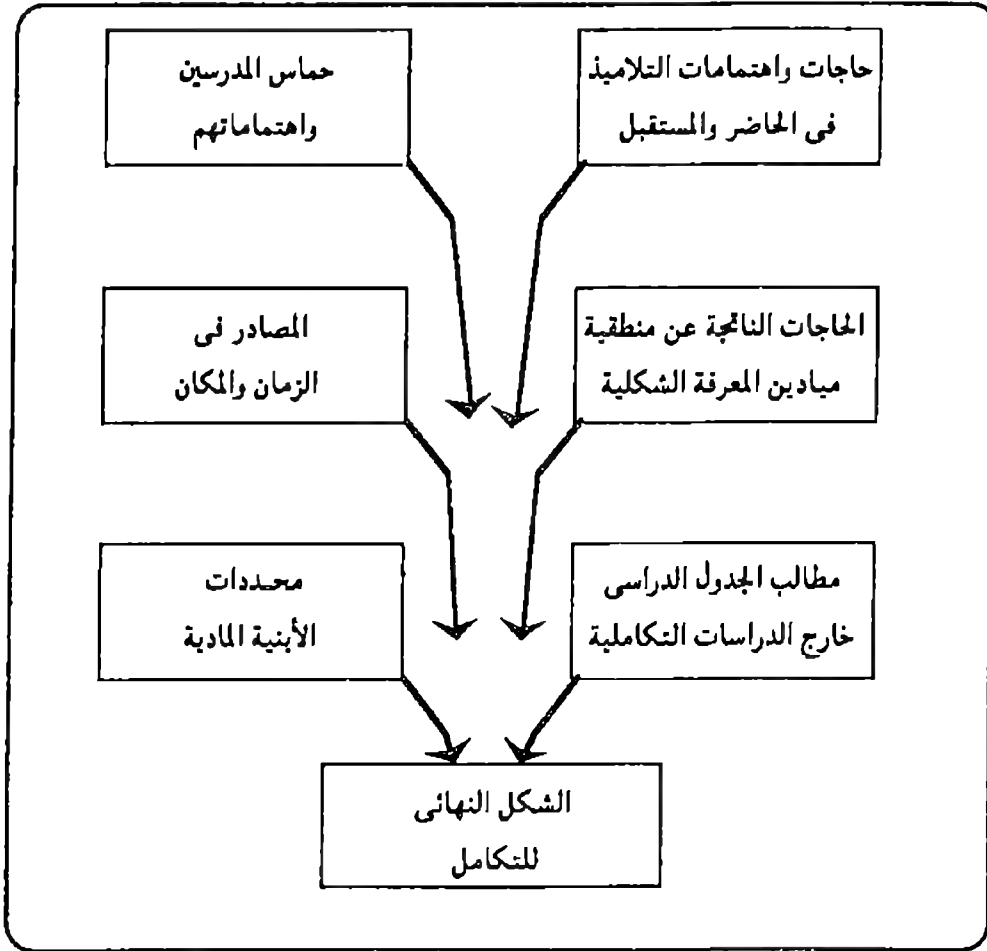 حاجات واهتمامات التلاميذ
فى الحاضر والمستقبل
حماس المدرسين
واهتماماتهم
الحاجات الناتجة عن منطقية
ميادين المعرفة الشكلية
المصادر فى
الزمان والمكان
مطالب الجدول الدراسى
خارج الدراسات التكاملية
محددات
الأبنية المادية
الشكل النهائى
للتكامل